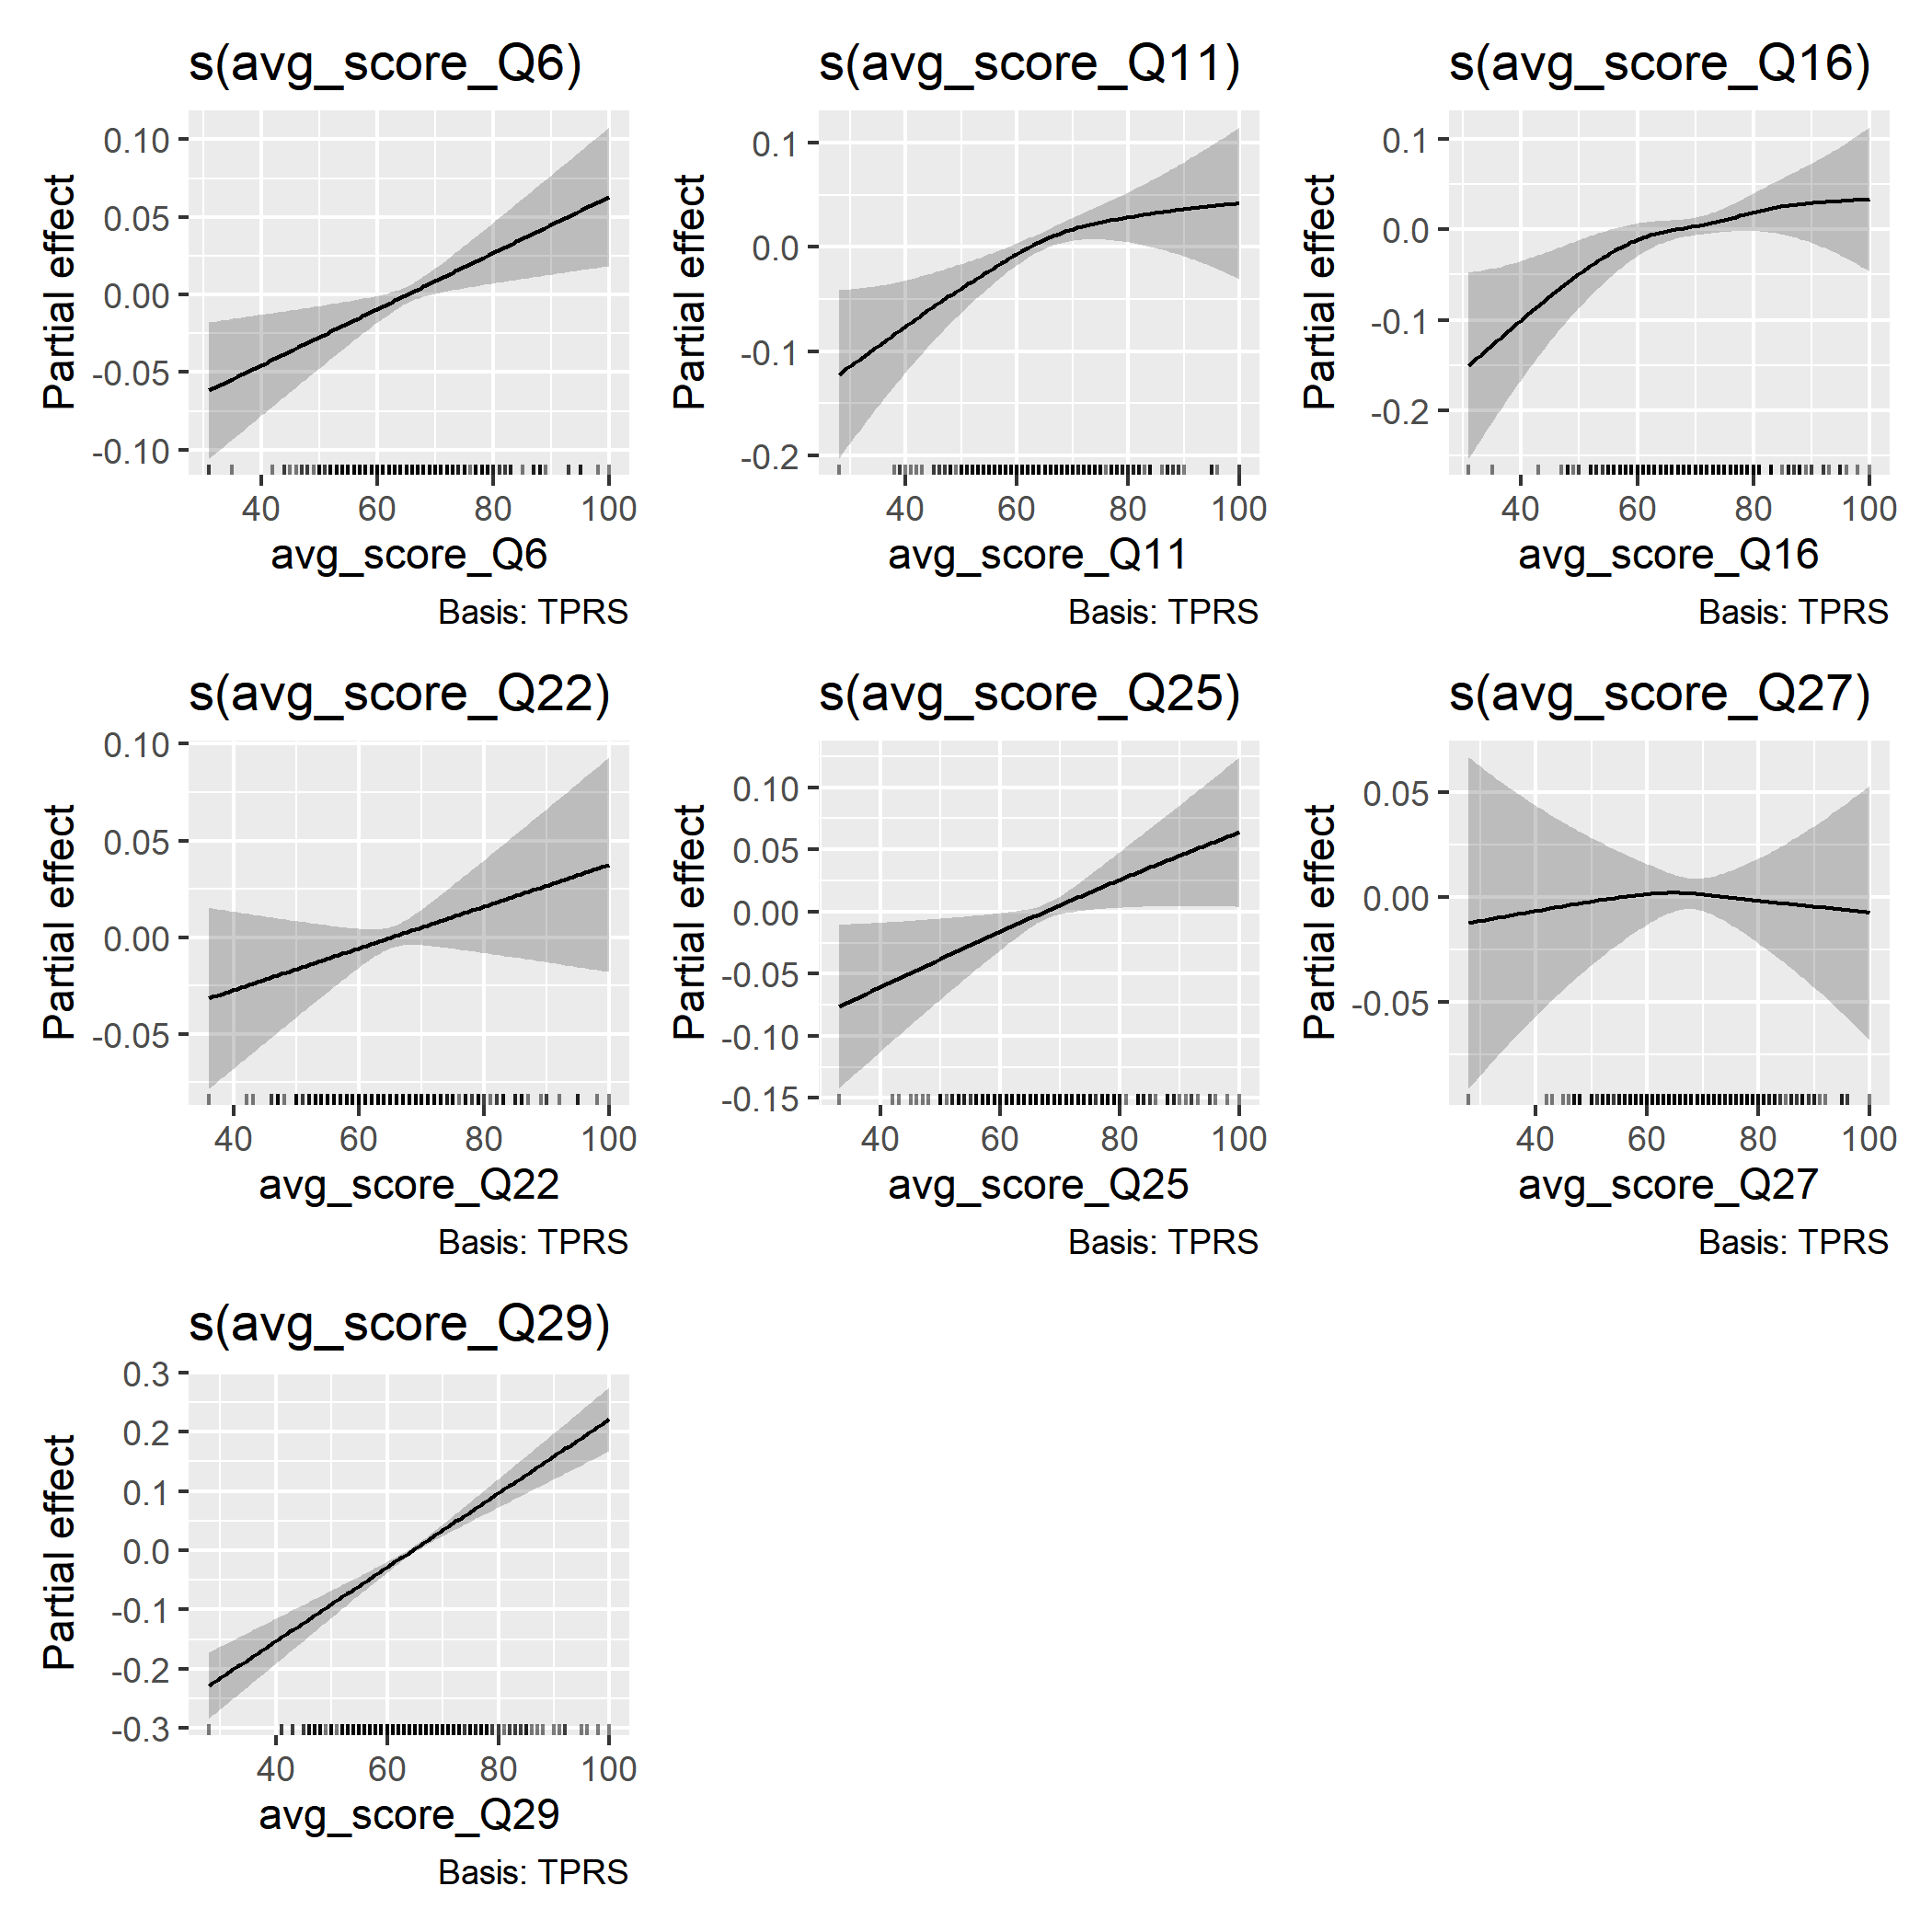 s(avg_score_Q6)
Partial effect
0.10
0.05
0.00
-0.05
-0.10
40 60 80 100
avg_score_Q6
Basis: TPRS
s(avg_score_Q11)
Partial effect
0.1
0.0
-0.1
-0.2
40 60 80 100
avg_score_Q11
Basis: TPRS
s(avg_score_Q16)
Partial effect
0.1
0.0
-0.1
-0.2
40 60 80 100
avg_score_Q16
Basis: TPRS
s(avg_score_Q22)
Partial effect
0.10
0.05
0.00
-0.05
40 60 80 100
avg_score_Q22
Basis: TPRS
s(avg_score_Q25)
Partial effect
0.10
0.05
0.00
-0.05
-0.10
-0.15
40 60 80 100
avg_score_Q25
Basis: TPRS
s(avg_score_Q27)
Partial effect
0.05
0.00
-0.05
40 60 80 100
avg_score_Q27
Basis: TPRS
s(avg_score_Q29)
Partial effect
0.3
0.2
0.1
0.0
-0.1
-0.2
-0.3
40 60 80 100
avg_score_Q29
Basis: TPRS